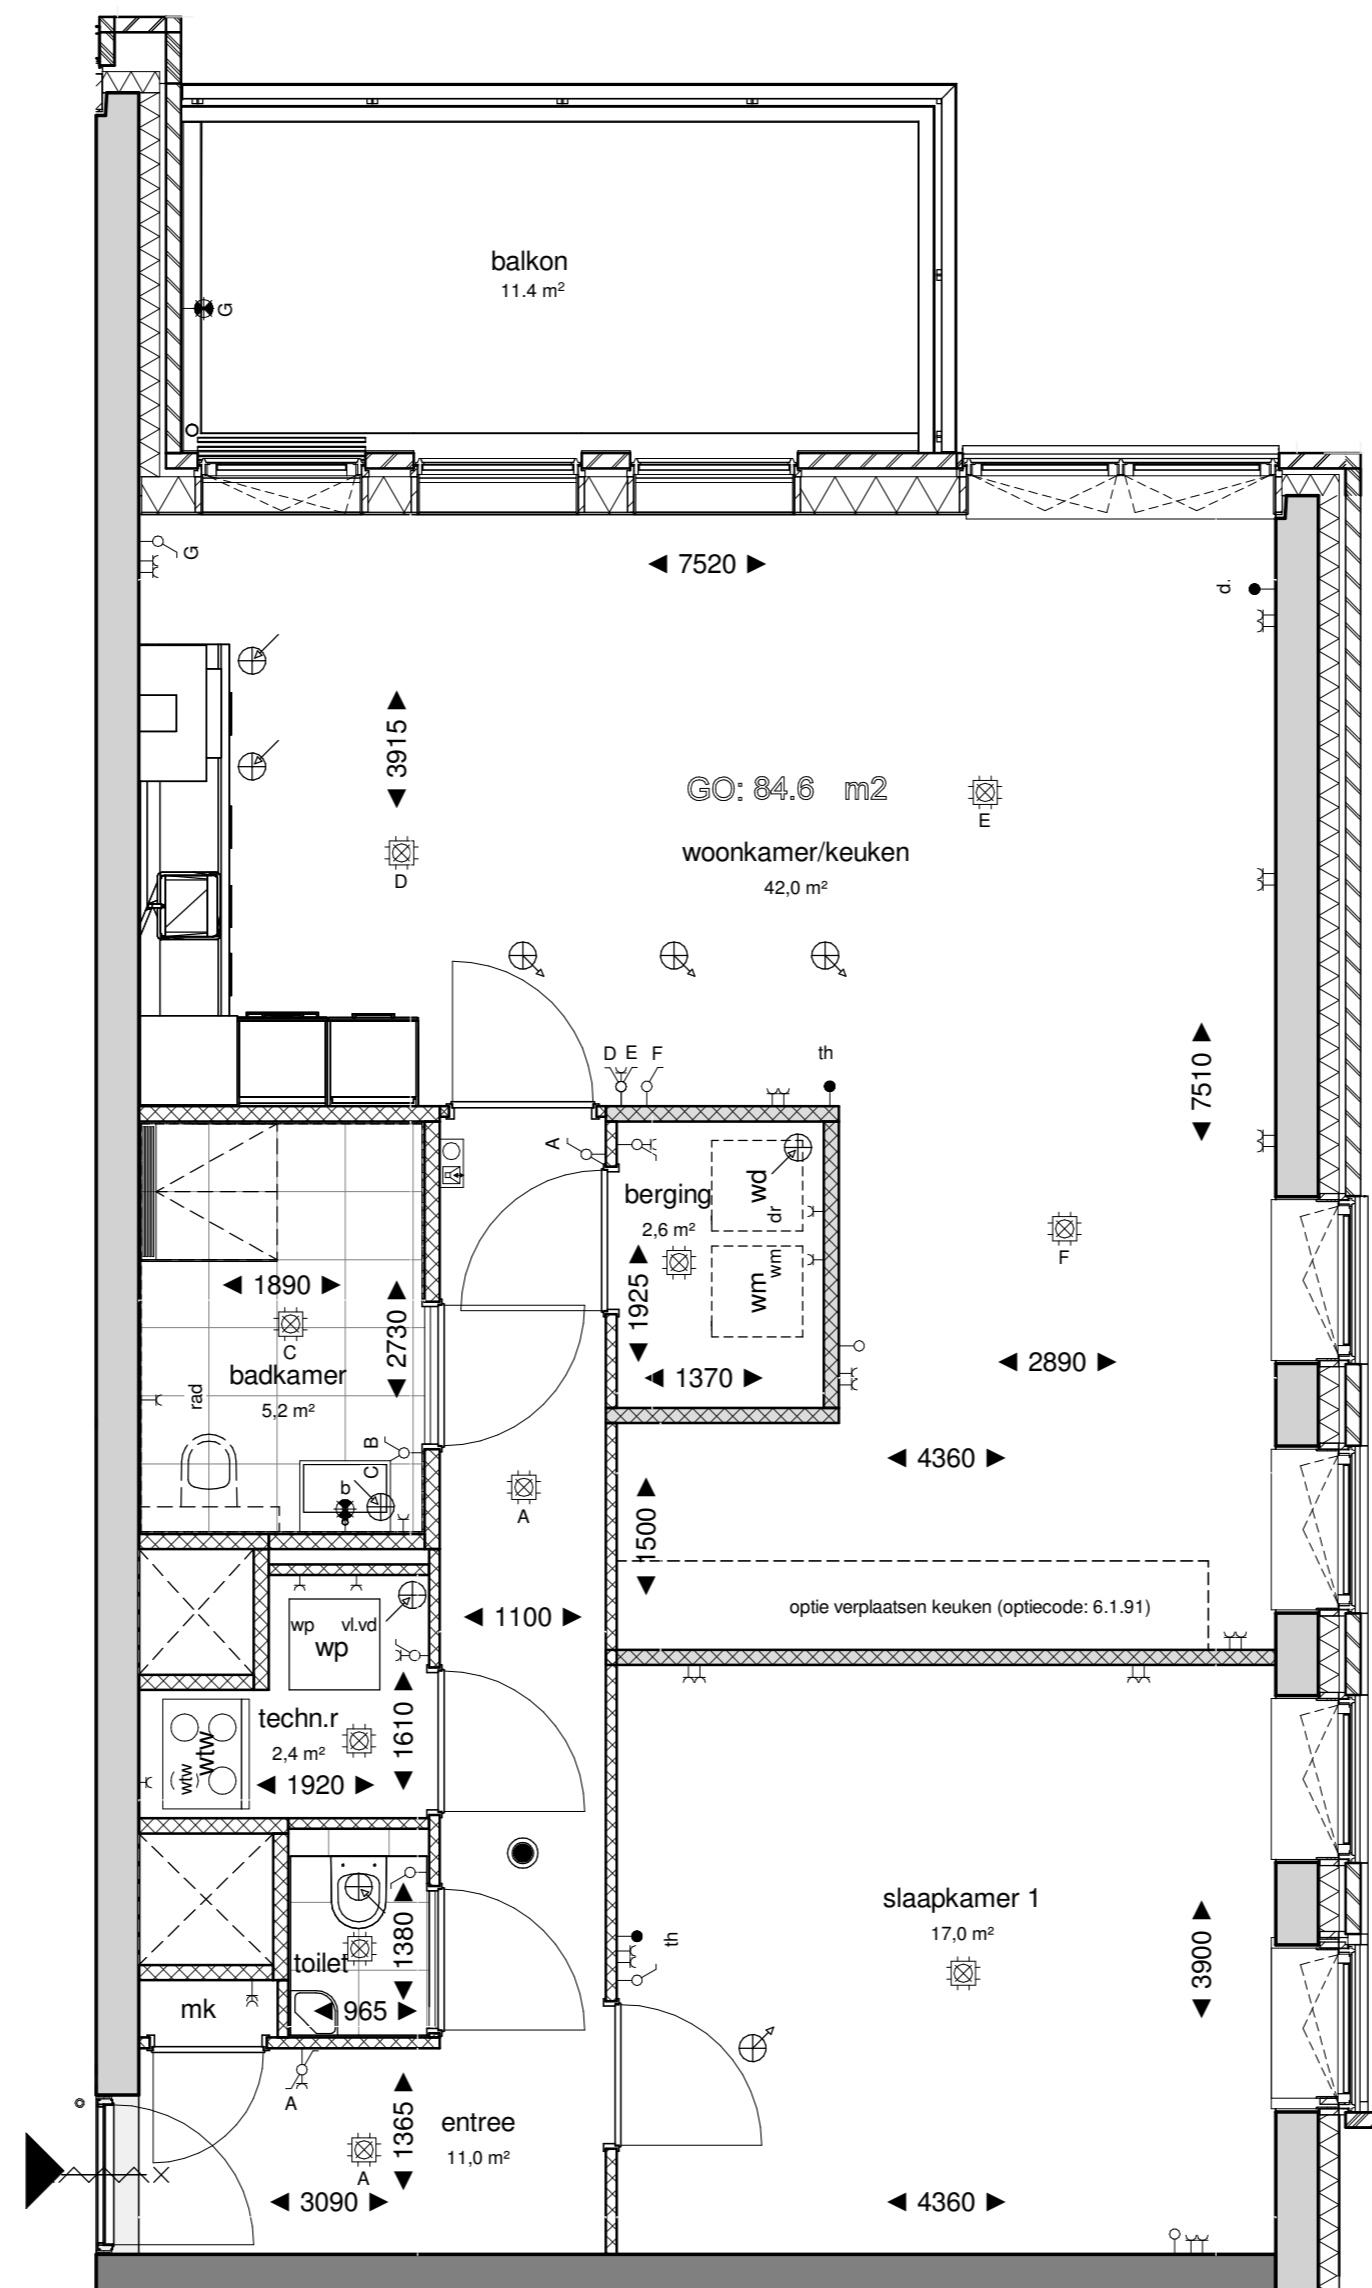 balkon
11.4 m²
G
G
7520
d.
3915
GO: 84.6 m2
E
woonkamer/keuken
42,0 m²
D
D E F
th
7510
A
berging
2,6 m²
wd
dr
wm
wm
1925
1370
F
1890
2730
C
badkamer
5,2 m²
rad
B
C
b
2890
4360
A
1500
optie verplaatsen keuken (optiecode: 6.1.91)
1100
wp vl.vd
wp
techn.r
2,4 m²
1610
1920
wtw
wtw
slaapkamer 1
17,0 m²
3900
th
1380
toilet
965
mk
A
1365
entree
11,0 m²
A
3090
4360